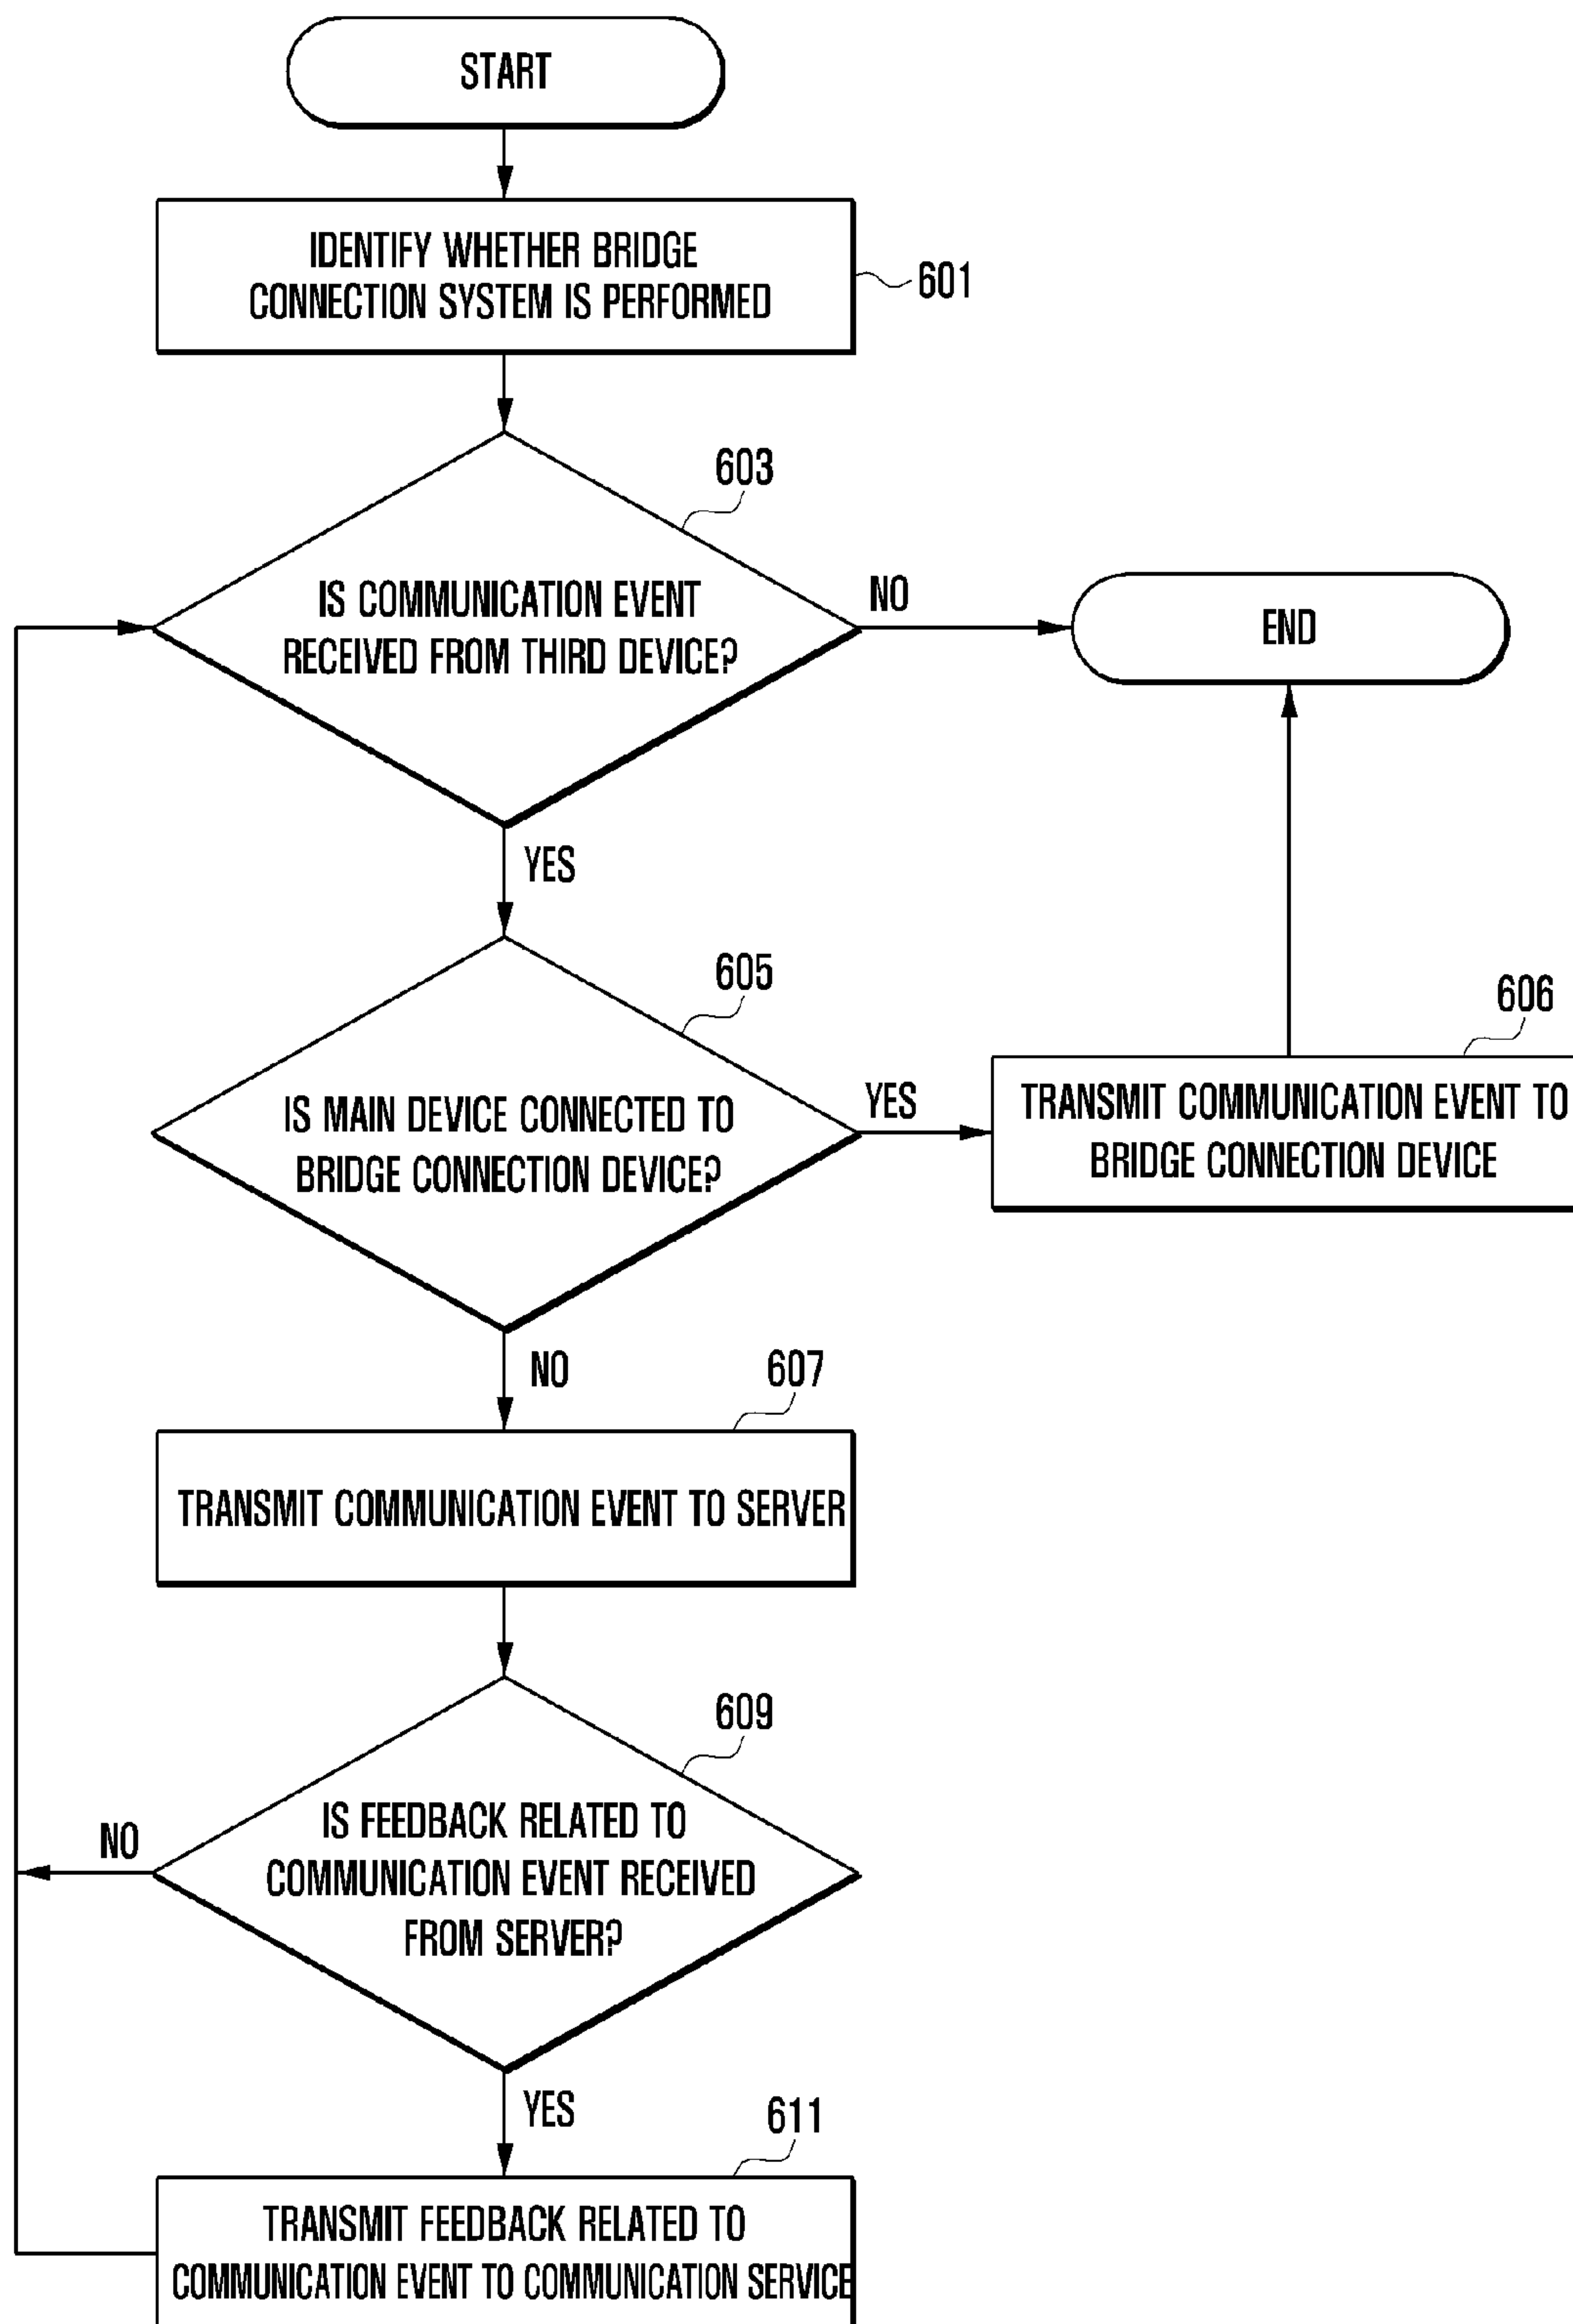 START
IDENTIFY WHETHER BRIDGE
CONNECTION SYSTEM IS PERFORMED
601
603
IS COMMUNICATION EVENT
RECEIVED FROM THIRD DEVICE?
NO
END
YES
605
IS MAIN DEVICE CONNECTED TO
BRIDGE CONNECTION DEVICE?
YES
606
TRANSMIT COMMUNICATION EVENT TO
BRIDGE CONNECTION DEVICE
NO
607
TRANSMIT COMMUNICATION EVENT TO SERVER
609
IS FEEDBACK RELATED TO
COMMUNICATION EVENT RECEIVED
FROM SERVER?
NO
YES
611
TRANSMIT FEEDBACK RELATED TO
COMMUNICATION EVENT TO COMMUNICATION SERVICE